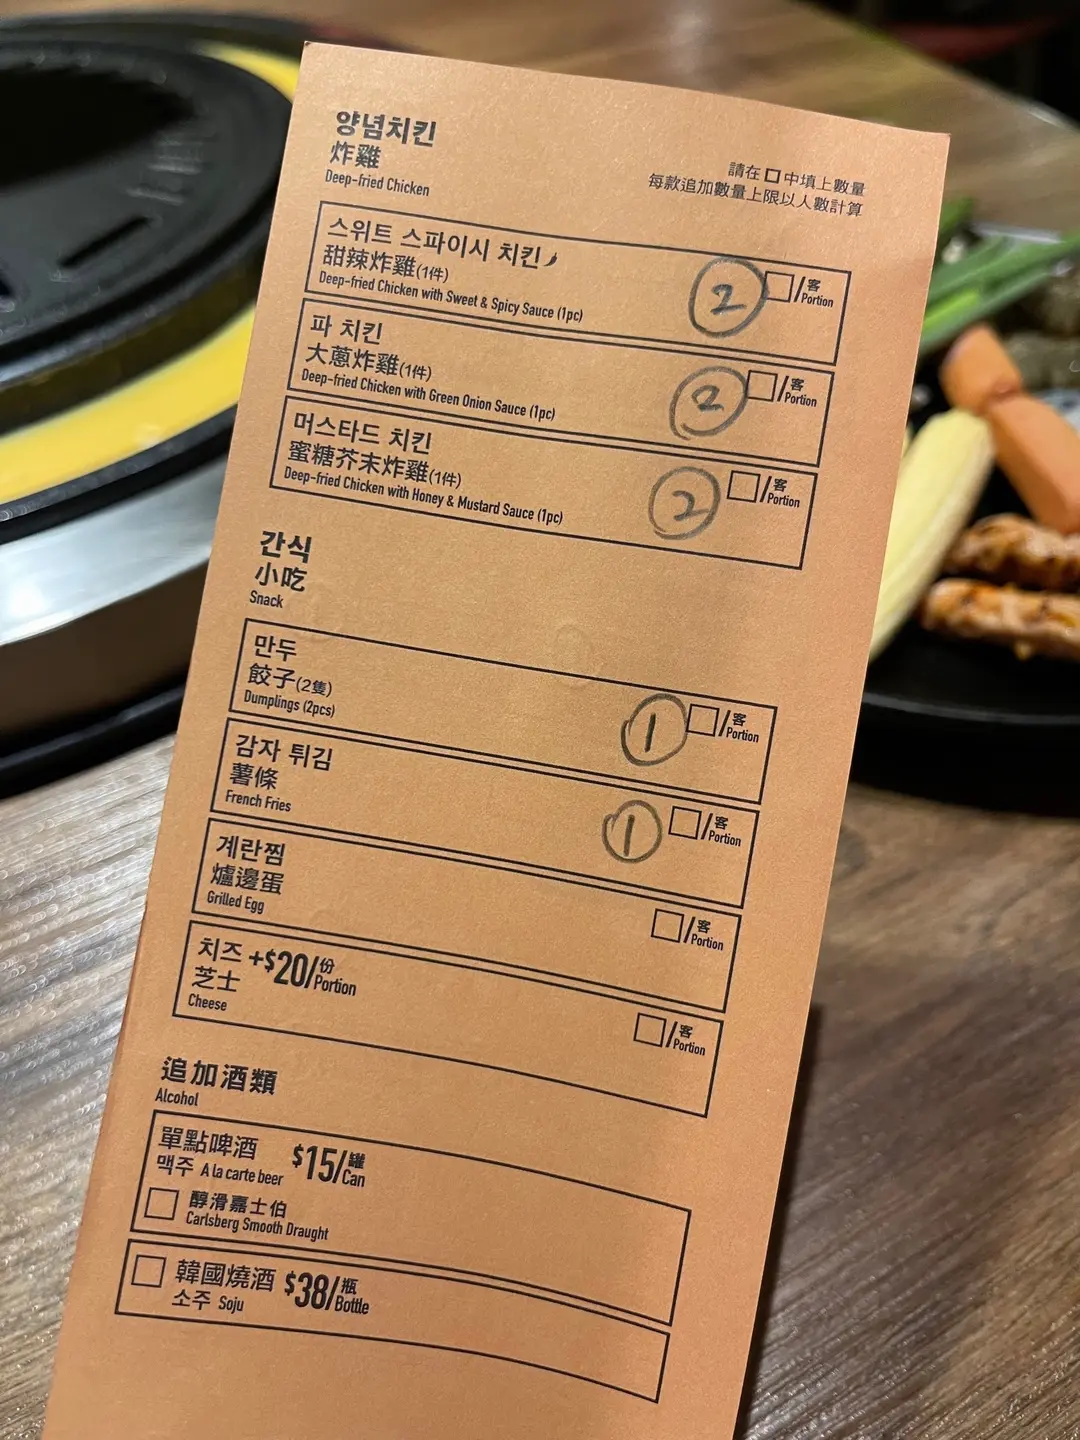 양념치킨
炸雞
Deep-fried Chicken
請在口中填上數量
每款追加數量上限以人數計算
스위트 스파이시 치킨
甜辣炸雞(1件)
Deep-fried Chicken with Sweet & Spicy Sauce (1pc)
2
/客
Portion
파 치킨
大蔥炸雞(1件)
Deep-fried Chicken with Green Onion Sauce (1pc)
2
/客
Portion
머스타드 치킨
蜜糖芥末炸雞(1件)
Deep-fried Chicken with Honey & Mustard Sauce (1pc)
2
/客
Portion
간식
小吃
Snack
만두
餃子(2隻)
Dumplings (2pcs)
1
/客
Portion
감자 튀김
薯條
French Fries
1
/客
Portion
계란찜
爐邊蛋
Grilled Egg
/客
Portion
치즈 +$20/份
芝士 Portion
Cheese
/客
Portion
追加酒類
Alcohol
單點啤酒 $15/罐
맥주 A la carte beer Can
醇滑嘉士伯
Carlsberg Smooth Draught
韓國燒酒 $38/瓶
소주 Soju Bottle